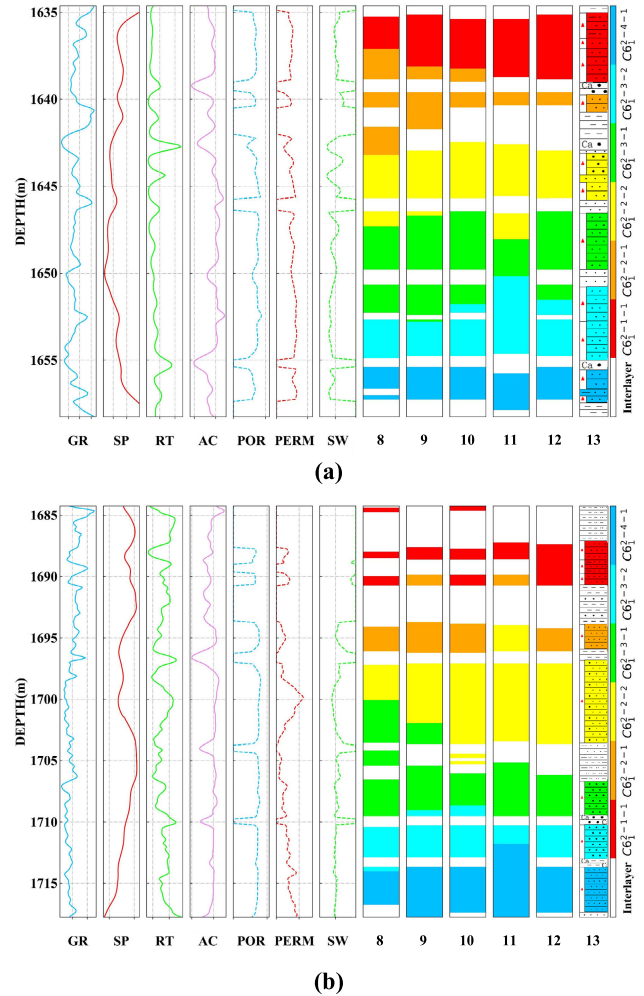 1635
1640
1645
1650
1655
DEPTH(m)
Ca
Ca
Ca
C6₁²-4-1
C6₁²-3-2
C6₁²-3-1
C6₁²-2-2
C6₁²-2-1
C6₁²-1-1
Interlayer
GR SP RT AC POR PERM SW 8 9 10 11 12 13
(a)
1685
1690
1695
1700
1705
1710
1715
DEPTH(m)
Ca
Ca
C6₁²-4-1
C6₁²-3-2
C6₁²-3-1
C6₁²-2-2
C6₁²-2-1
C6₁²-1-1
Interlayer
GR SP RT AC POR PERM SW 8 9 10 11 12 13
(b)